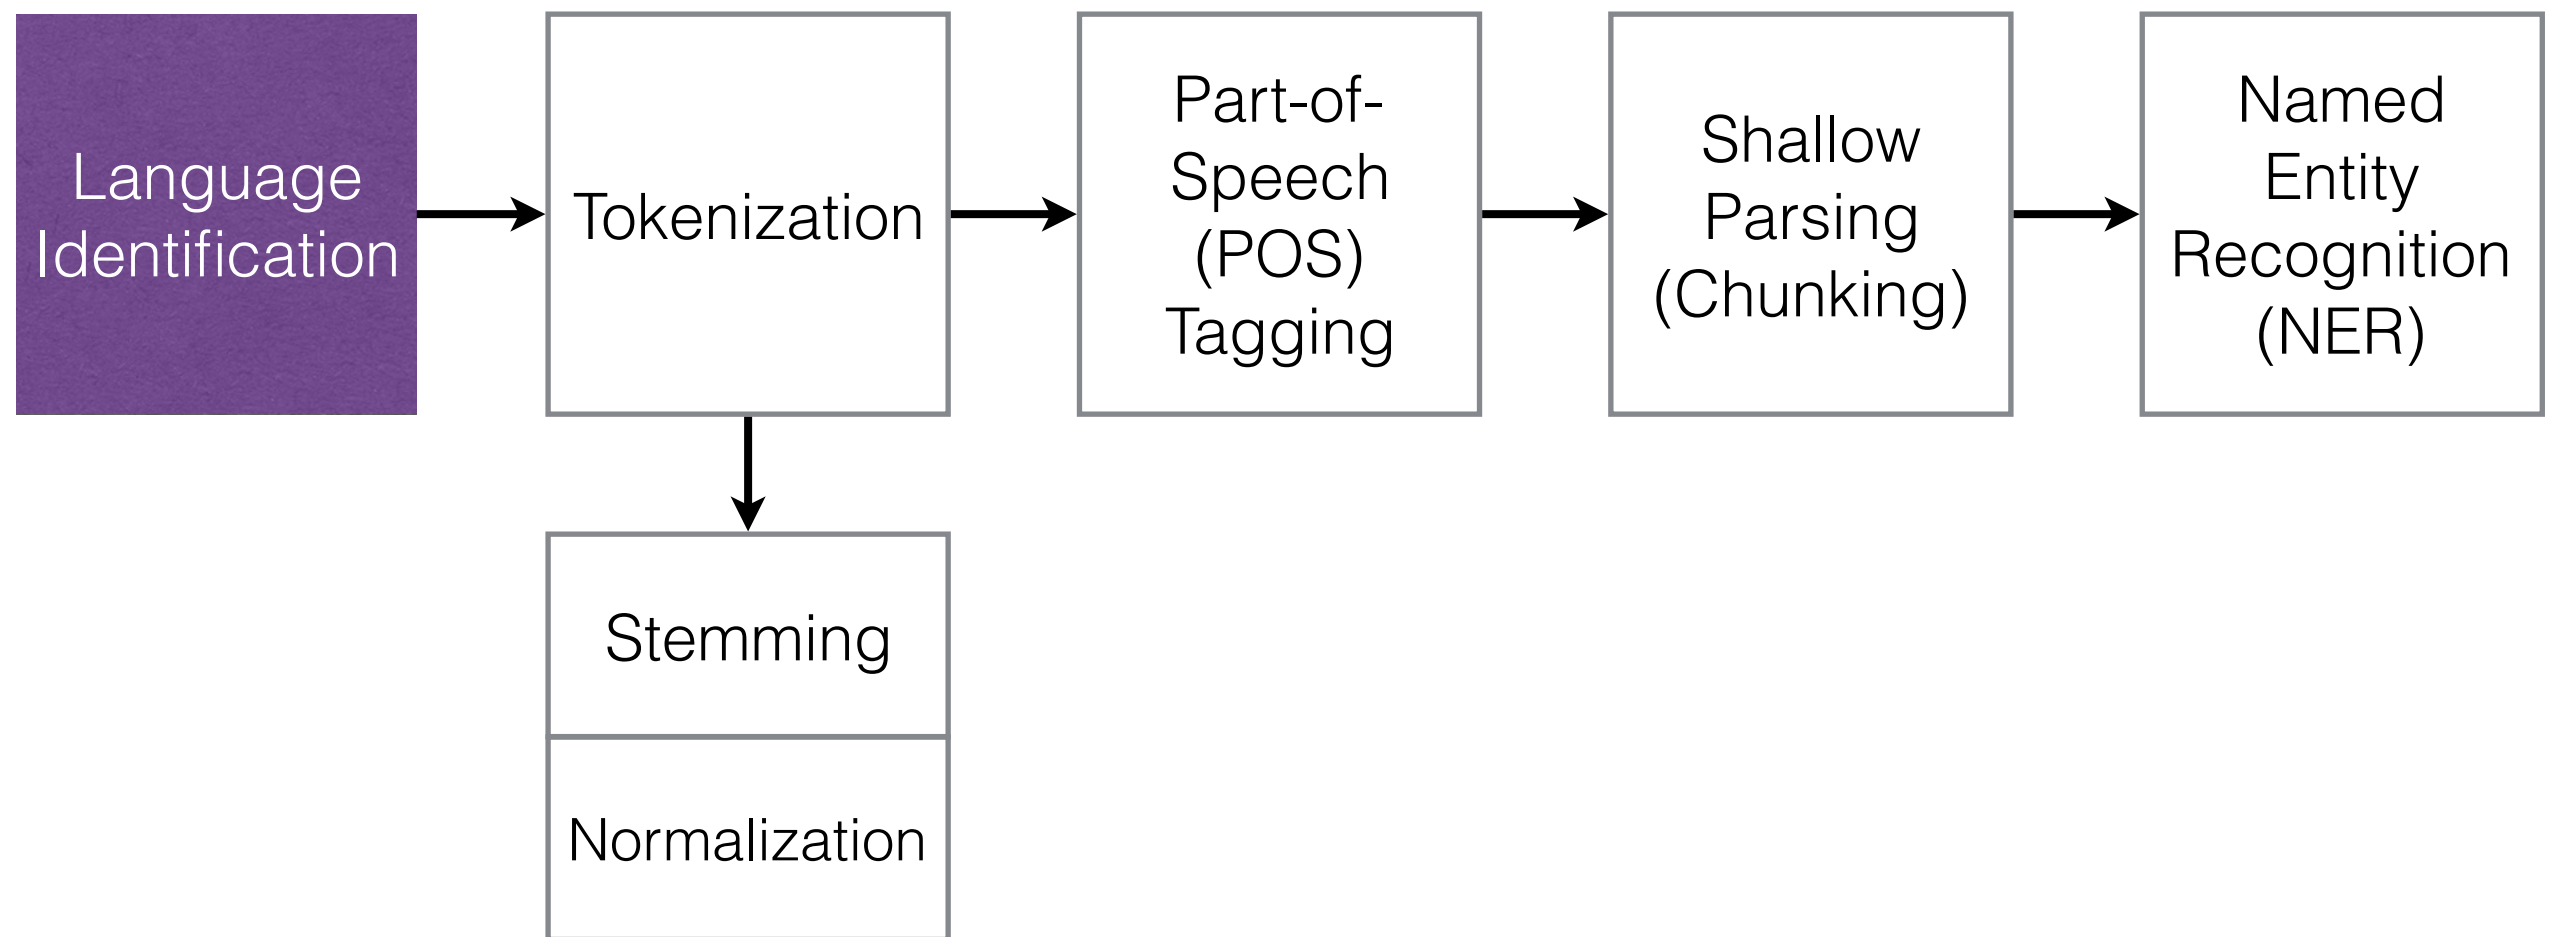 Language
Identification
Tokenization
Part-of-
Speech
(POS)
Tagging
Shallow
Parsing
(Chunking)
Named
Entity
Recognition
(NER)
Stemming
Normalization